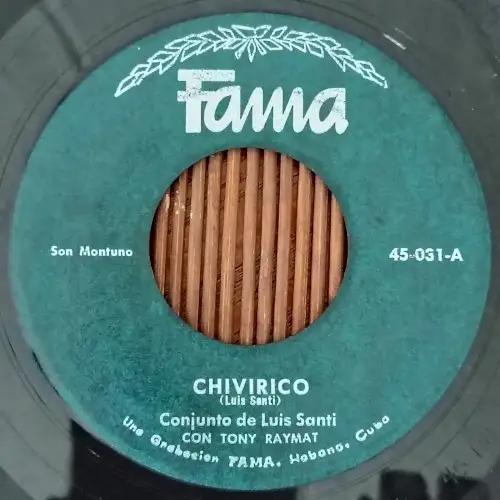 Fama
Son Montuno
45-031-A
CHIVIRICO
(Luis Santi)
Conjunto de Luis Santi
CON TONY RAYMAT
Una Grabacion FAMA. Habana, Cuba